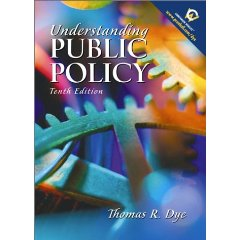 Understanding
PUBLIC
POLICY
Tenth Edition
Thomas R. Dye